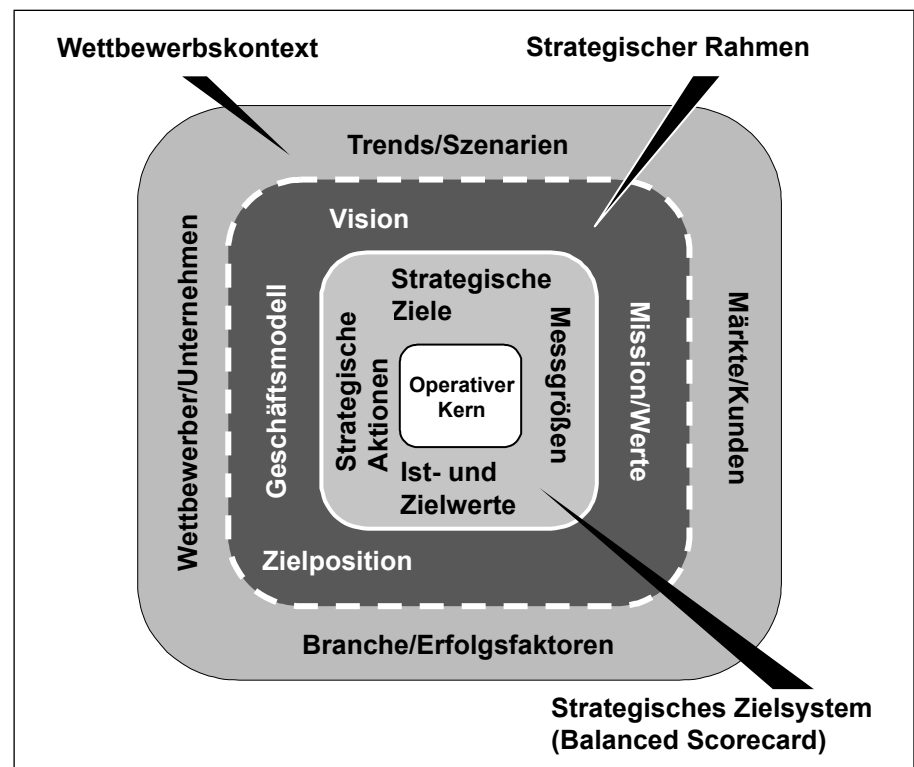 Wettbewerbskontext
Strategischer Rahmen
Trends/Szenarien
Vision
Wettbewerber/Unternehmen
Geschäftsmodell
Strategische
Aktionen
Strategische
Ziele
Operativer
Kern
Messgrößen
Mission/Werte
Märkte/Kunden
Ist- und
Zielwerte
Zielposition
Branche/Erfolgsfaktoren
Strategisches Zielsystem
(Balanced Scorecard)